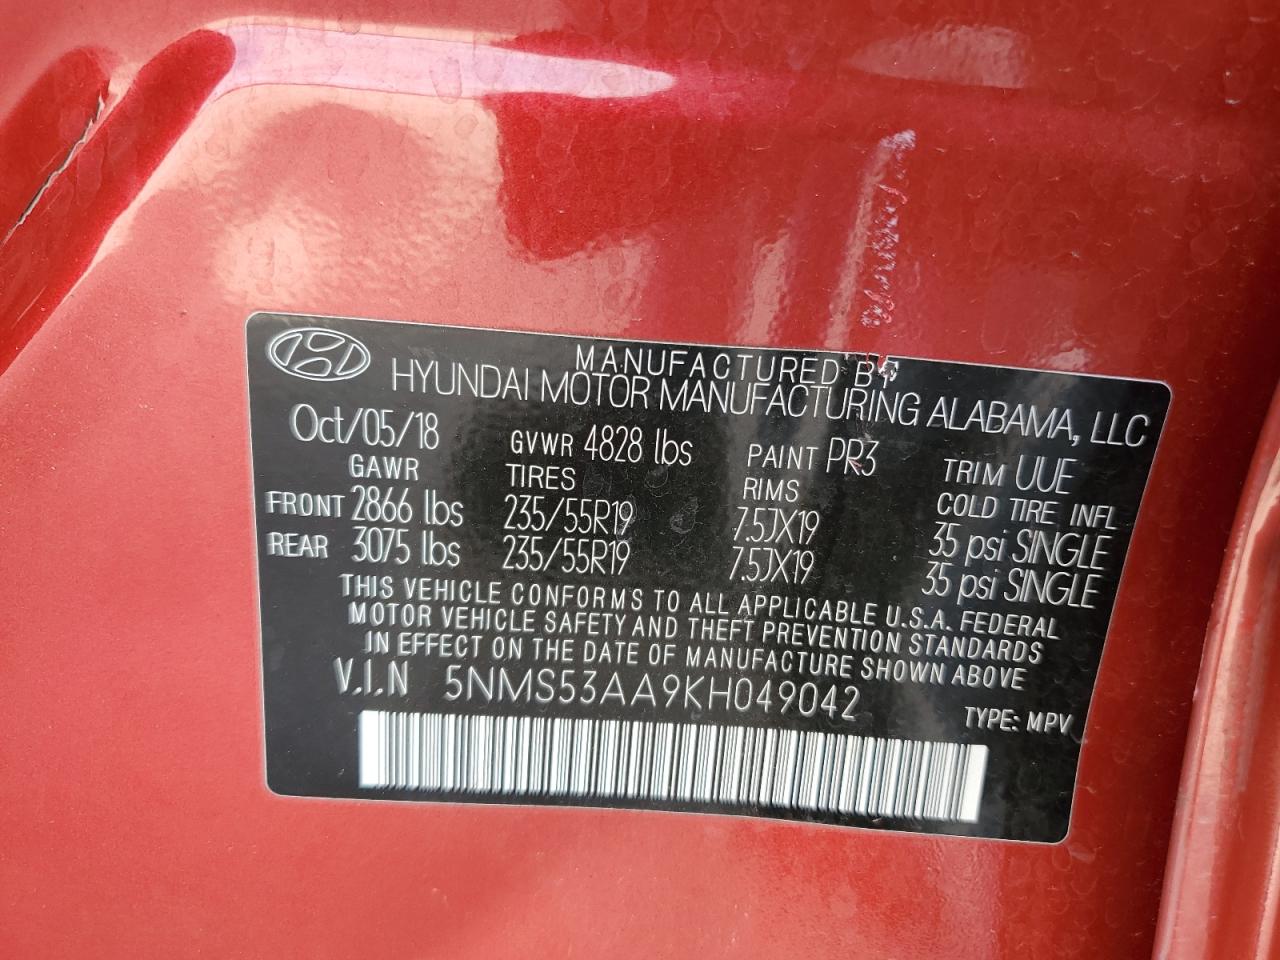 MANUFACTURED BY
HYUNDAI MOTOR MANUFACTURING ALABAMA, LLC
Oct/05/18 GVWR 4828 lbs PAINT PR3 TRIM UUE
GAWR TIRES RIMS COLD TIRE INFL
FRONT 2866 lbs 235/55R19 7.5JX19 35 psi SINGLE
REAR 3075 lbs 235/55R19 7.5JX19 35 psi SINGLE
THIS VEHICLE CONFORMS TO ALL APPLICABLE U.S.A. FEDERAL
MOTOR VEHICLE SAFETY AND THEFT PREVENTION STANDARDS
IN EFFECT ON THE DATE OF MANUFACTURE SHOWN ABOVE
V.I.N 5NMS53AA9KH049042 TYPE: MPV